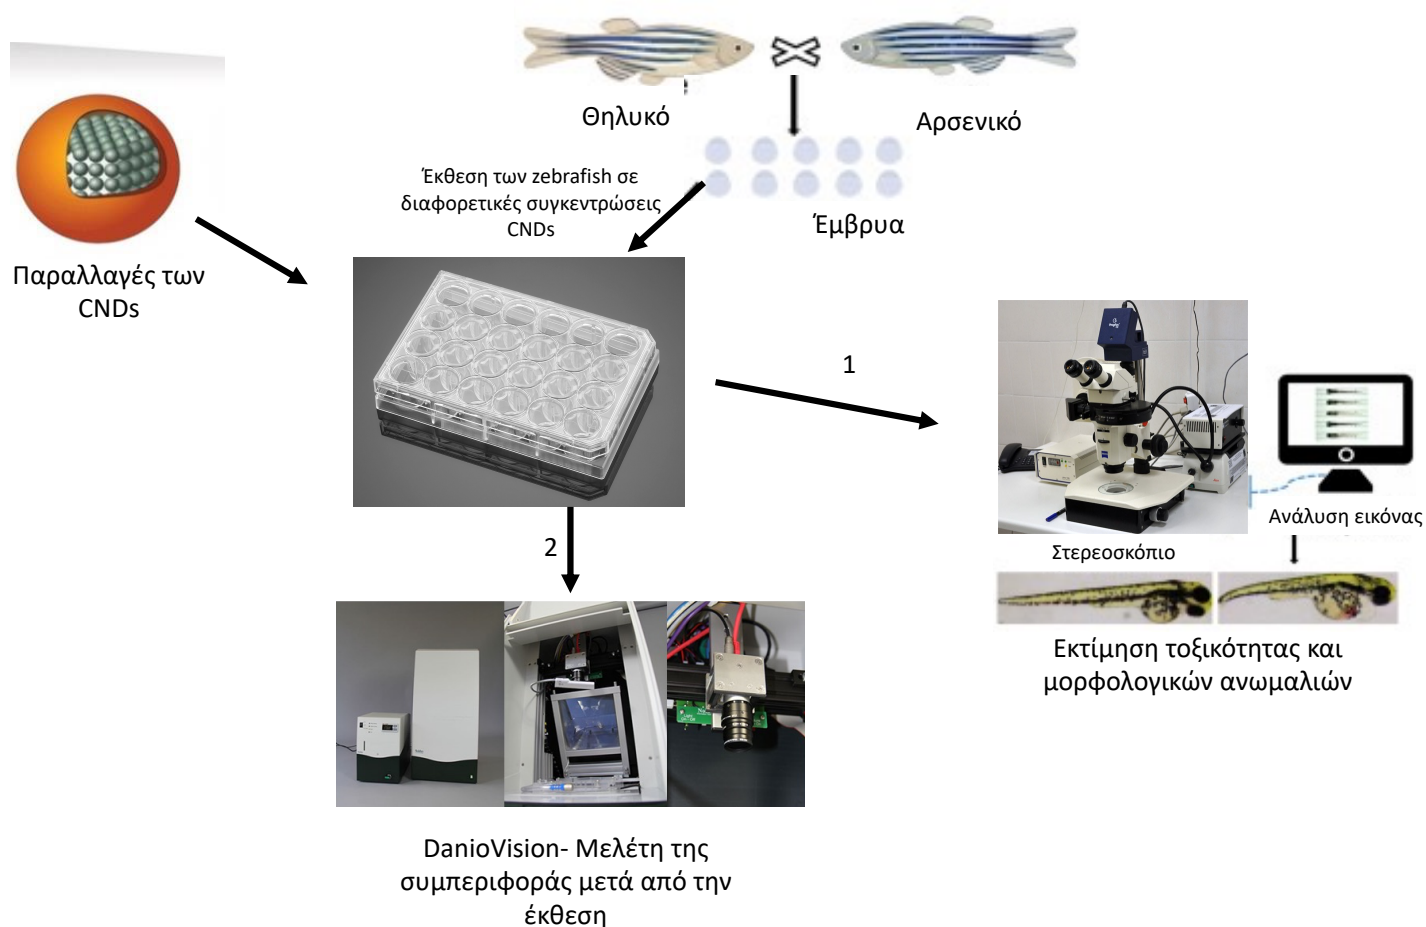 Θηλυκό
Αρσενικό
Έκθεση των zebrafish σε
διαφορετικές συγκεντρώσεις
CNDs
Έμβρυα
Παραλλαγές των
CNDs
1
2
Στερεοσκόπιο
Ανάλυση εικόνας
Εκτίμηση τοξικότητας και
μορφολογικών ανωμαλιών
DanioVision- Μελέτη της
συμπεριφοράς μετά από την
έκθεση